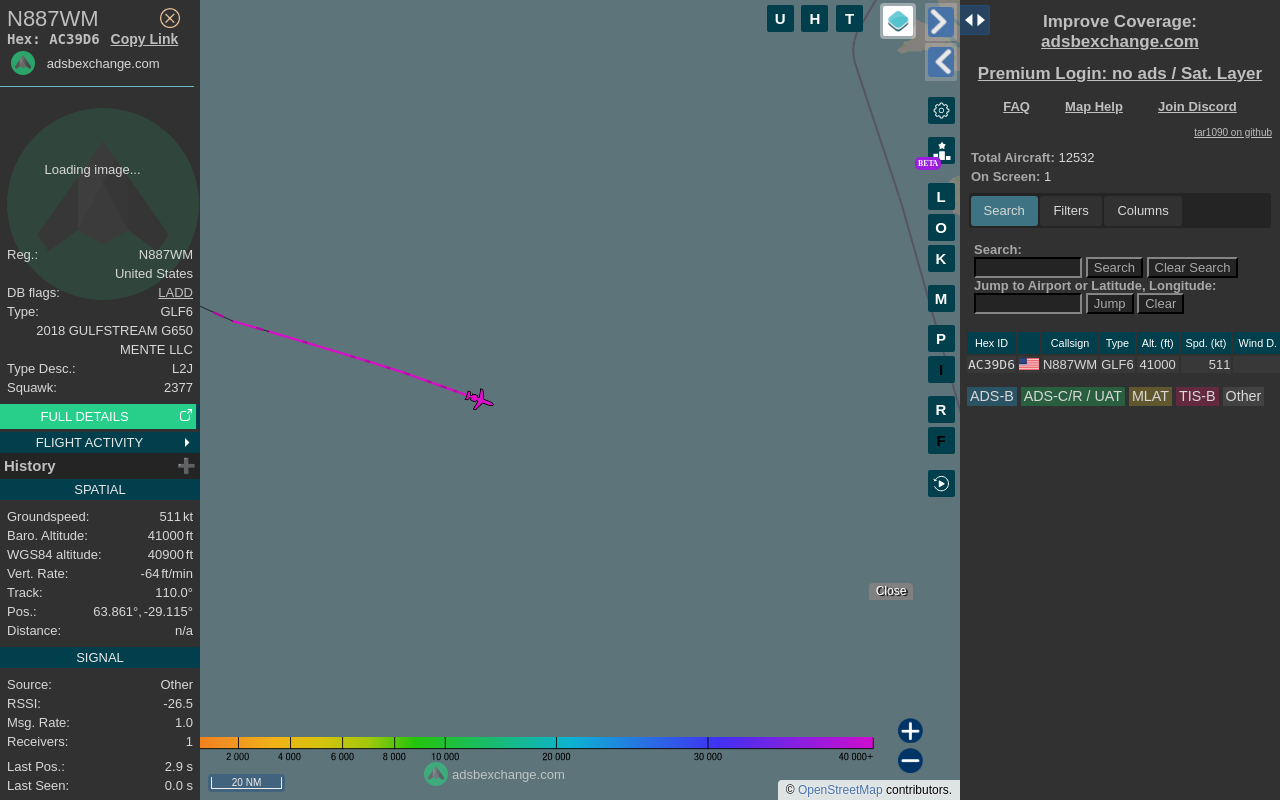 N887WM
Hex: AC39D6 Copy Link
adsbexchange.com
Loading image...
Reg.: N887WM
United States
DB flags: LADD
Type: GLF6
2018 GULFSTREAM G650
MENTE LLC
Type Desc.: L2J
Squawk: 2377
FULL DETAILS
FLIGHT ACTIVITY
History
SPATIAL
Groundspeed: 511 kt
Baro. Altitude: 41000 ft
WGS84 altitude: 40900 ft
Vert. Rate: -64 ft/min
Track: 110.0°
Pos.: 63.861°, -29.115°
Distance: n/a
SIGNAL
Source: Other
RSSI: -26.5
Msg. Rate: 1.0
Receivers: 1
Last Pos.: 2.9 s
Last Seen: 0.0 s
U H T
BETA
L
O
K
M
P
I
R
F
Close
2 000 4 000 6 000 8 000 10 000 20 000 30 000 40 000+
20 NM
adsbexchange.com
© OpenStreetMap contributors.
Improve Coverage:
adsbexchange.com
Premium Login: no ads / Sat. Layer
FAQ Map Help Join Discord
tar1090 on github
Total Aircraft: 12532
On Screen: 1
Search Filters Columns
Search:
Search Clear Search
Jump to Airport or Latitude, Longitude:
Jump Clear
Hex ID Callsign Type Alt. (ft) Spd. (kt) Wind D.
AC39D6 N887WM GLF6 41000 511
ADS-B ADS-C/R / UAT MLAT TIS-B Other